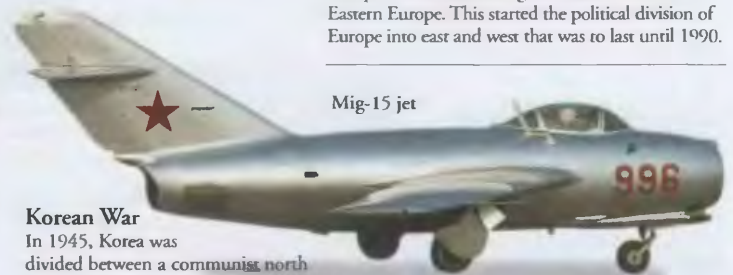 Eastern Europe. This started the political division of
Europe into east and west that was to last until 1990.
Mig-15 jet
996
Korean War
In 1945, Korea was
divided between a communist north